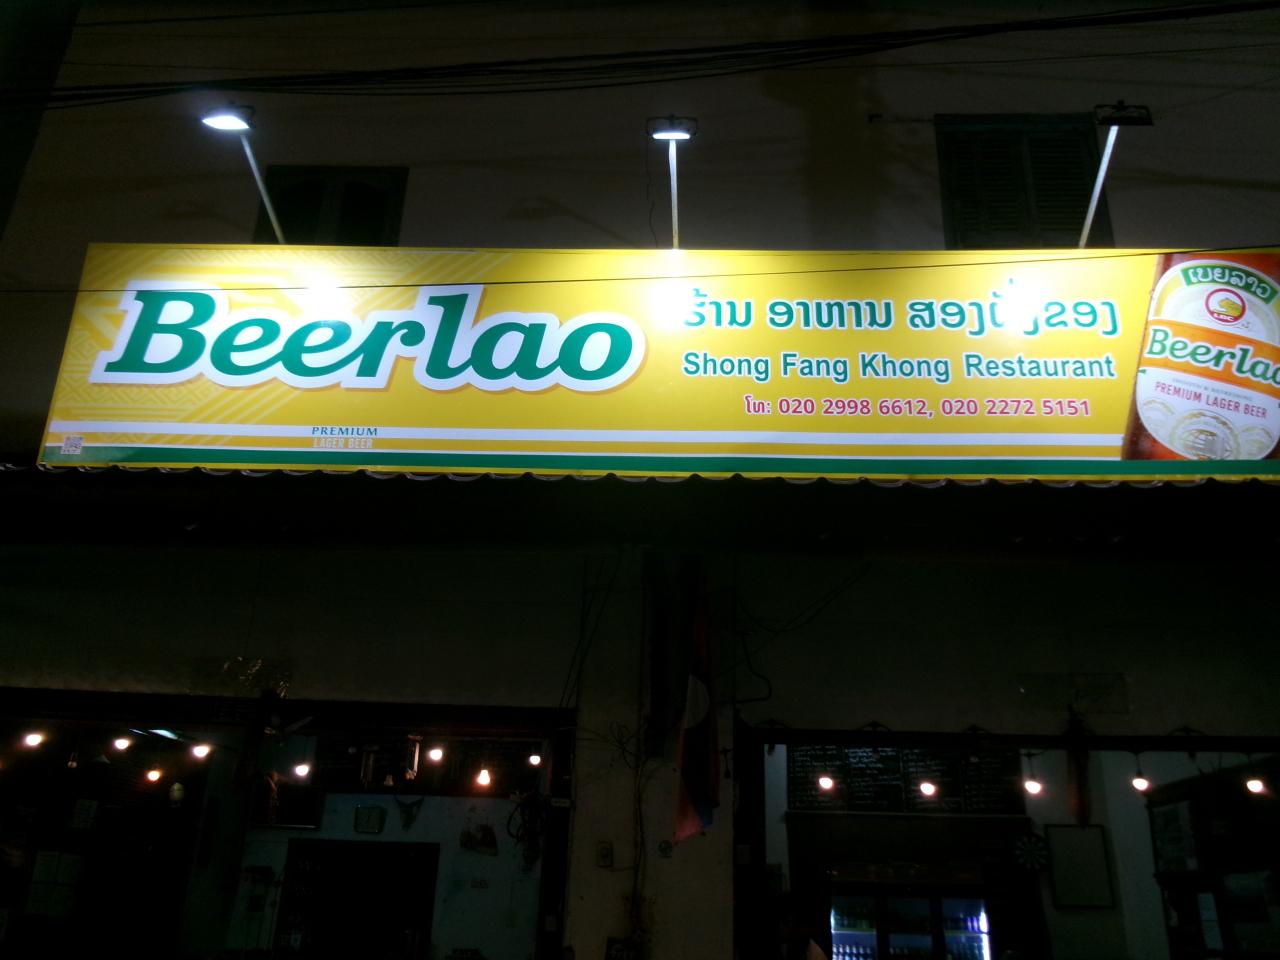 Beerlao
PREMIUM
LAGER BEER
ຮ້ານ ອາຫານ ສອງຝັ່ງຂອງ
Shong Fang Khong Restaurant
ໂທ: 020 2998 6612, 020 2272 5151
ເບຍລາວ
LBC
Beerlao
PREMIUM LAGER BEER